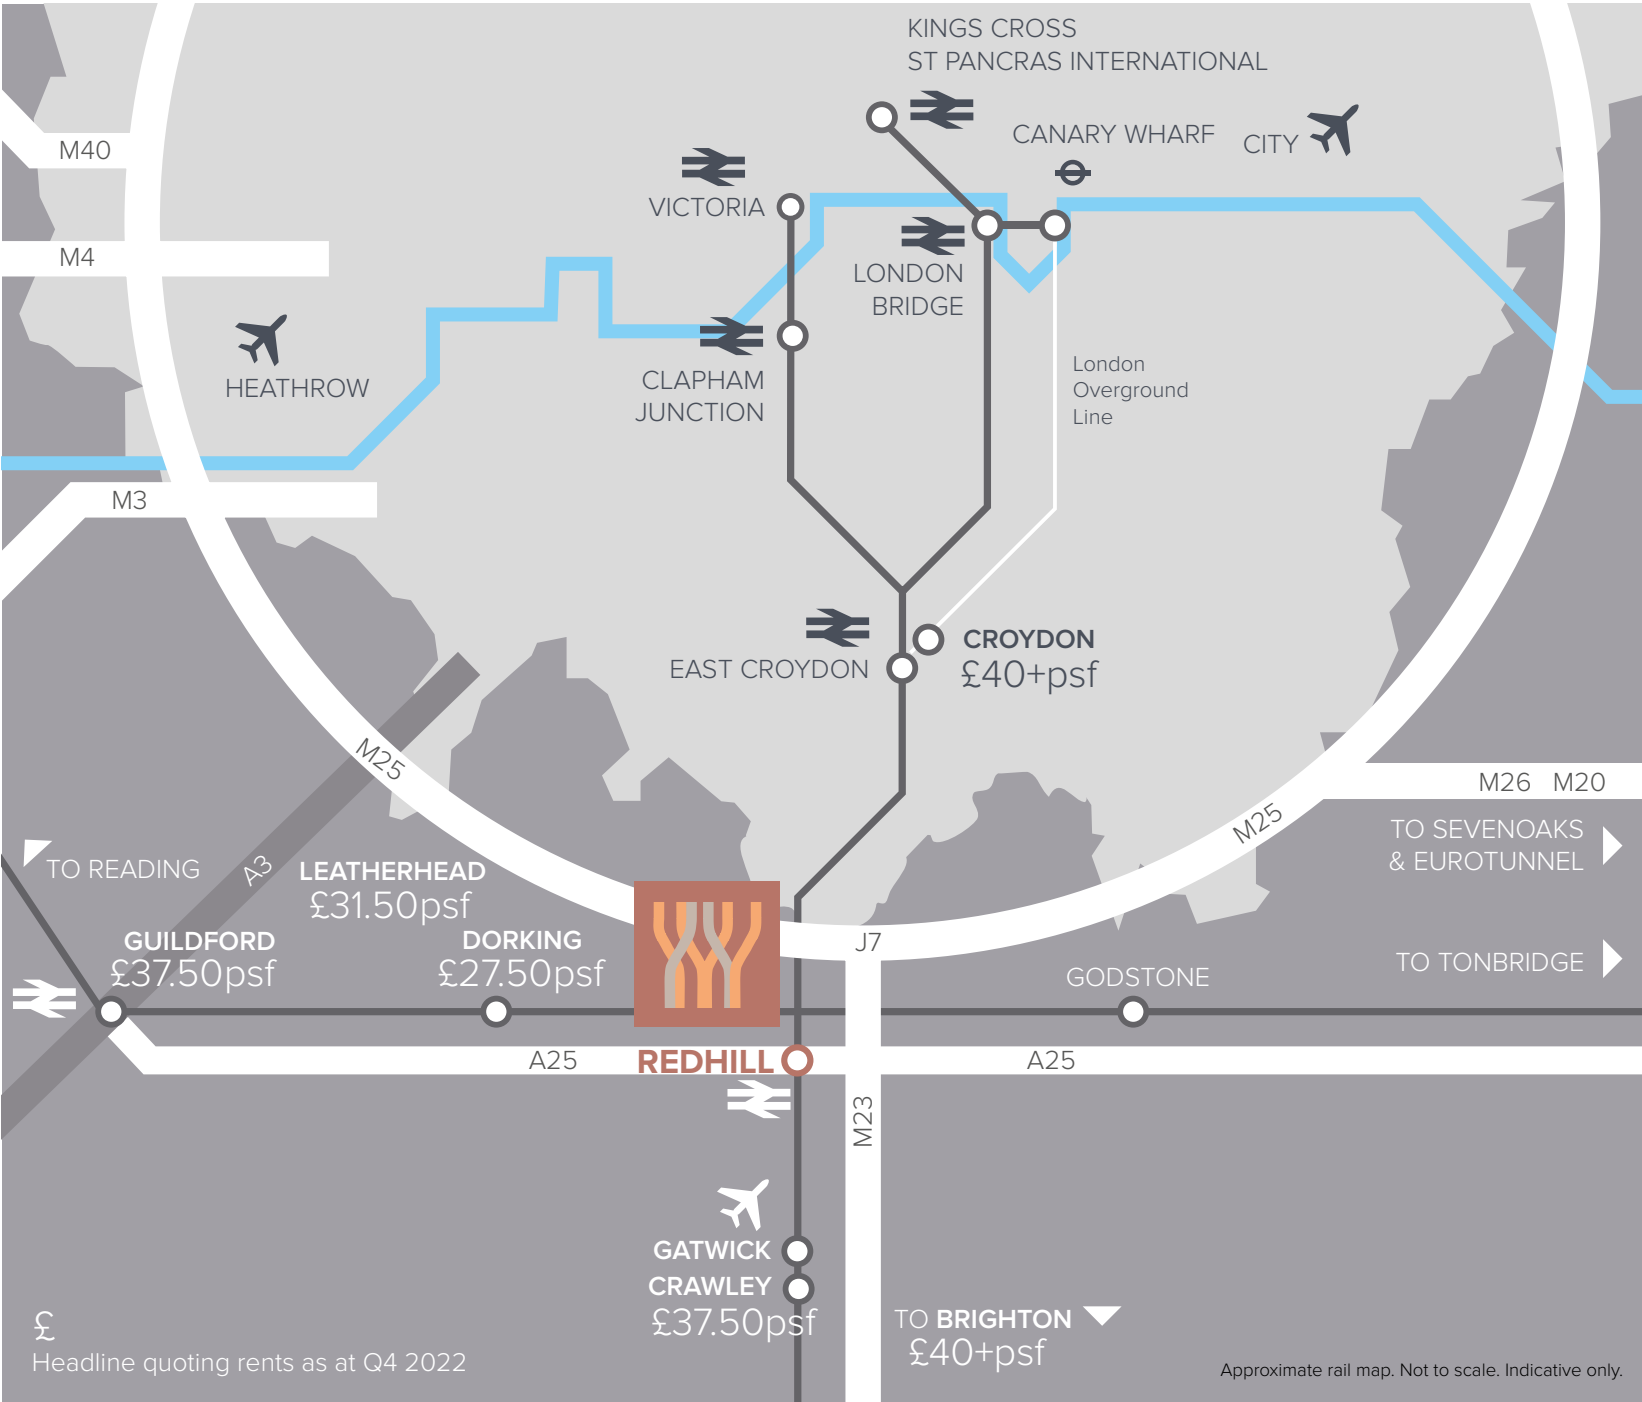 KINGS CROSS
ST PANCRAS INTERNATIONAL
CANARY WHARF
CITY
M40
VICTORIA
M4
LONDON
BRIDGE
HEATHROW
CLAPHAM
JUNCTION
London
Overground
Line
M3
CROYDON
£40+psf
EAST CROYDON
M25
M26 M20
M25
TO SEVENOAKS
& EUROTUNNEL
TO READING
A3
LEATHERHEAD
£31.50psf
GUILDFORD
£37.50psf
DORKING
£27.50psf
J7
TO TONBRIDGE
GODSTONE
A25
REDHILL
A25
M23
GATWICK
CRAWLEY
£37.50psf
TO BRIGHTON
£40+psf
£
Headline quoting rents as at Q4 2022
Approximate rail map. Not to scale. Indicative only.